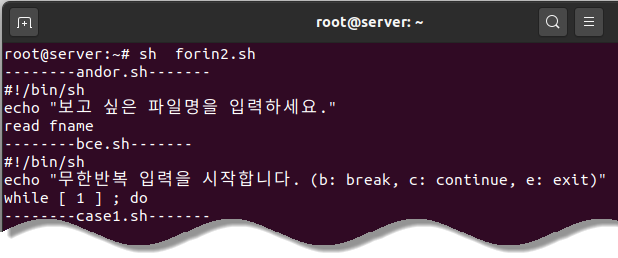 root@server: ~
root@server:~# sh  forin2.sh
--------andor.sh-------
#!/bin/sh
echo "보고 싶은 파일명을 입력하세요."
read fname
--------bce.sh-------
#!/bin/sh
echo "무한반복 입력을 시작합니다. (b: break, c: continue, e: exit)"
while [ 1 ] ; do
--------case1.sh-------